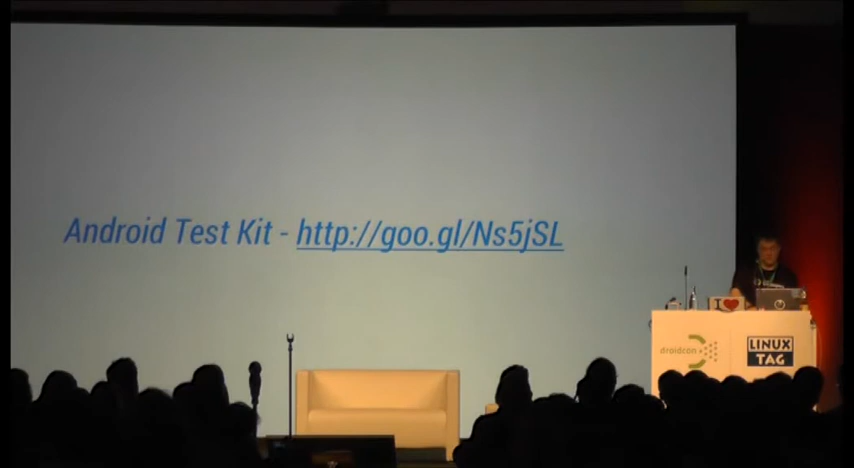 Android Test Kit - http://goo.gl/Ns5jSL
I ❤
droidcon
LINUX
TAG